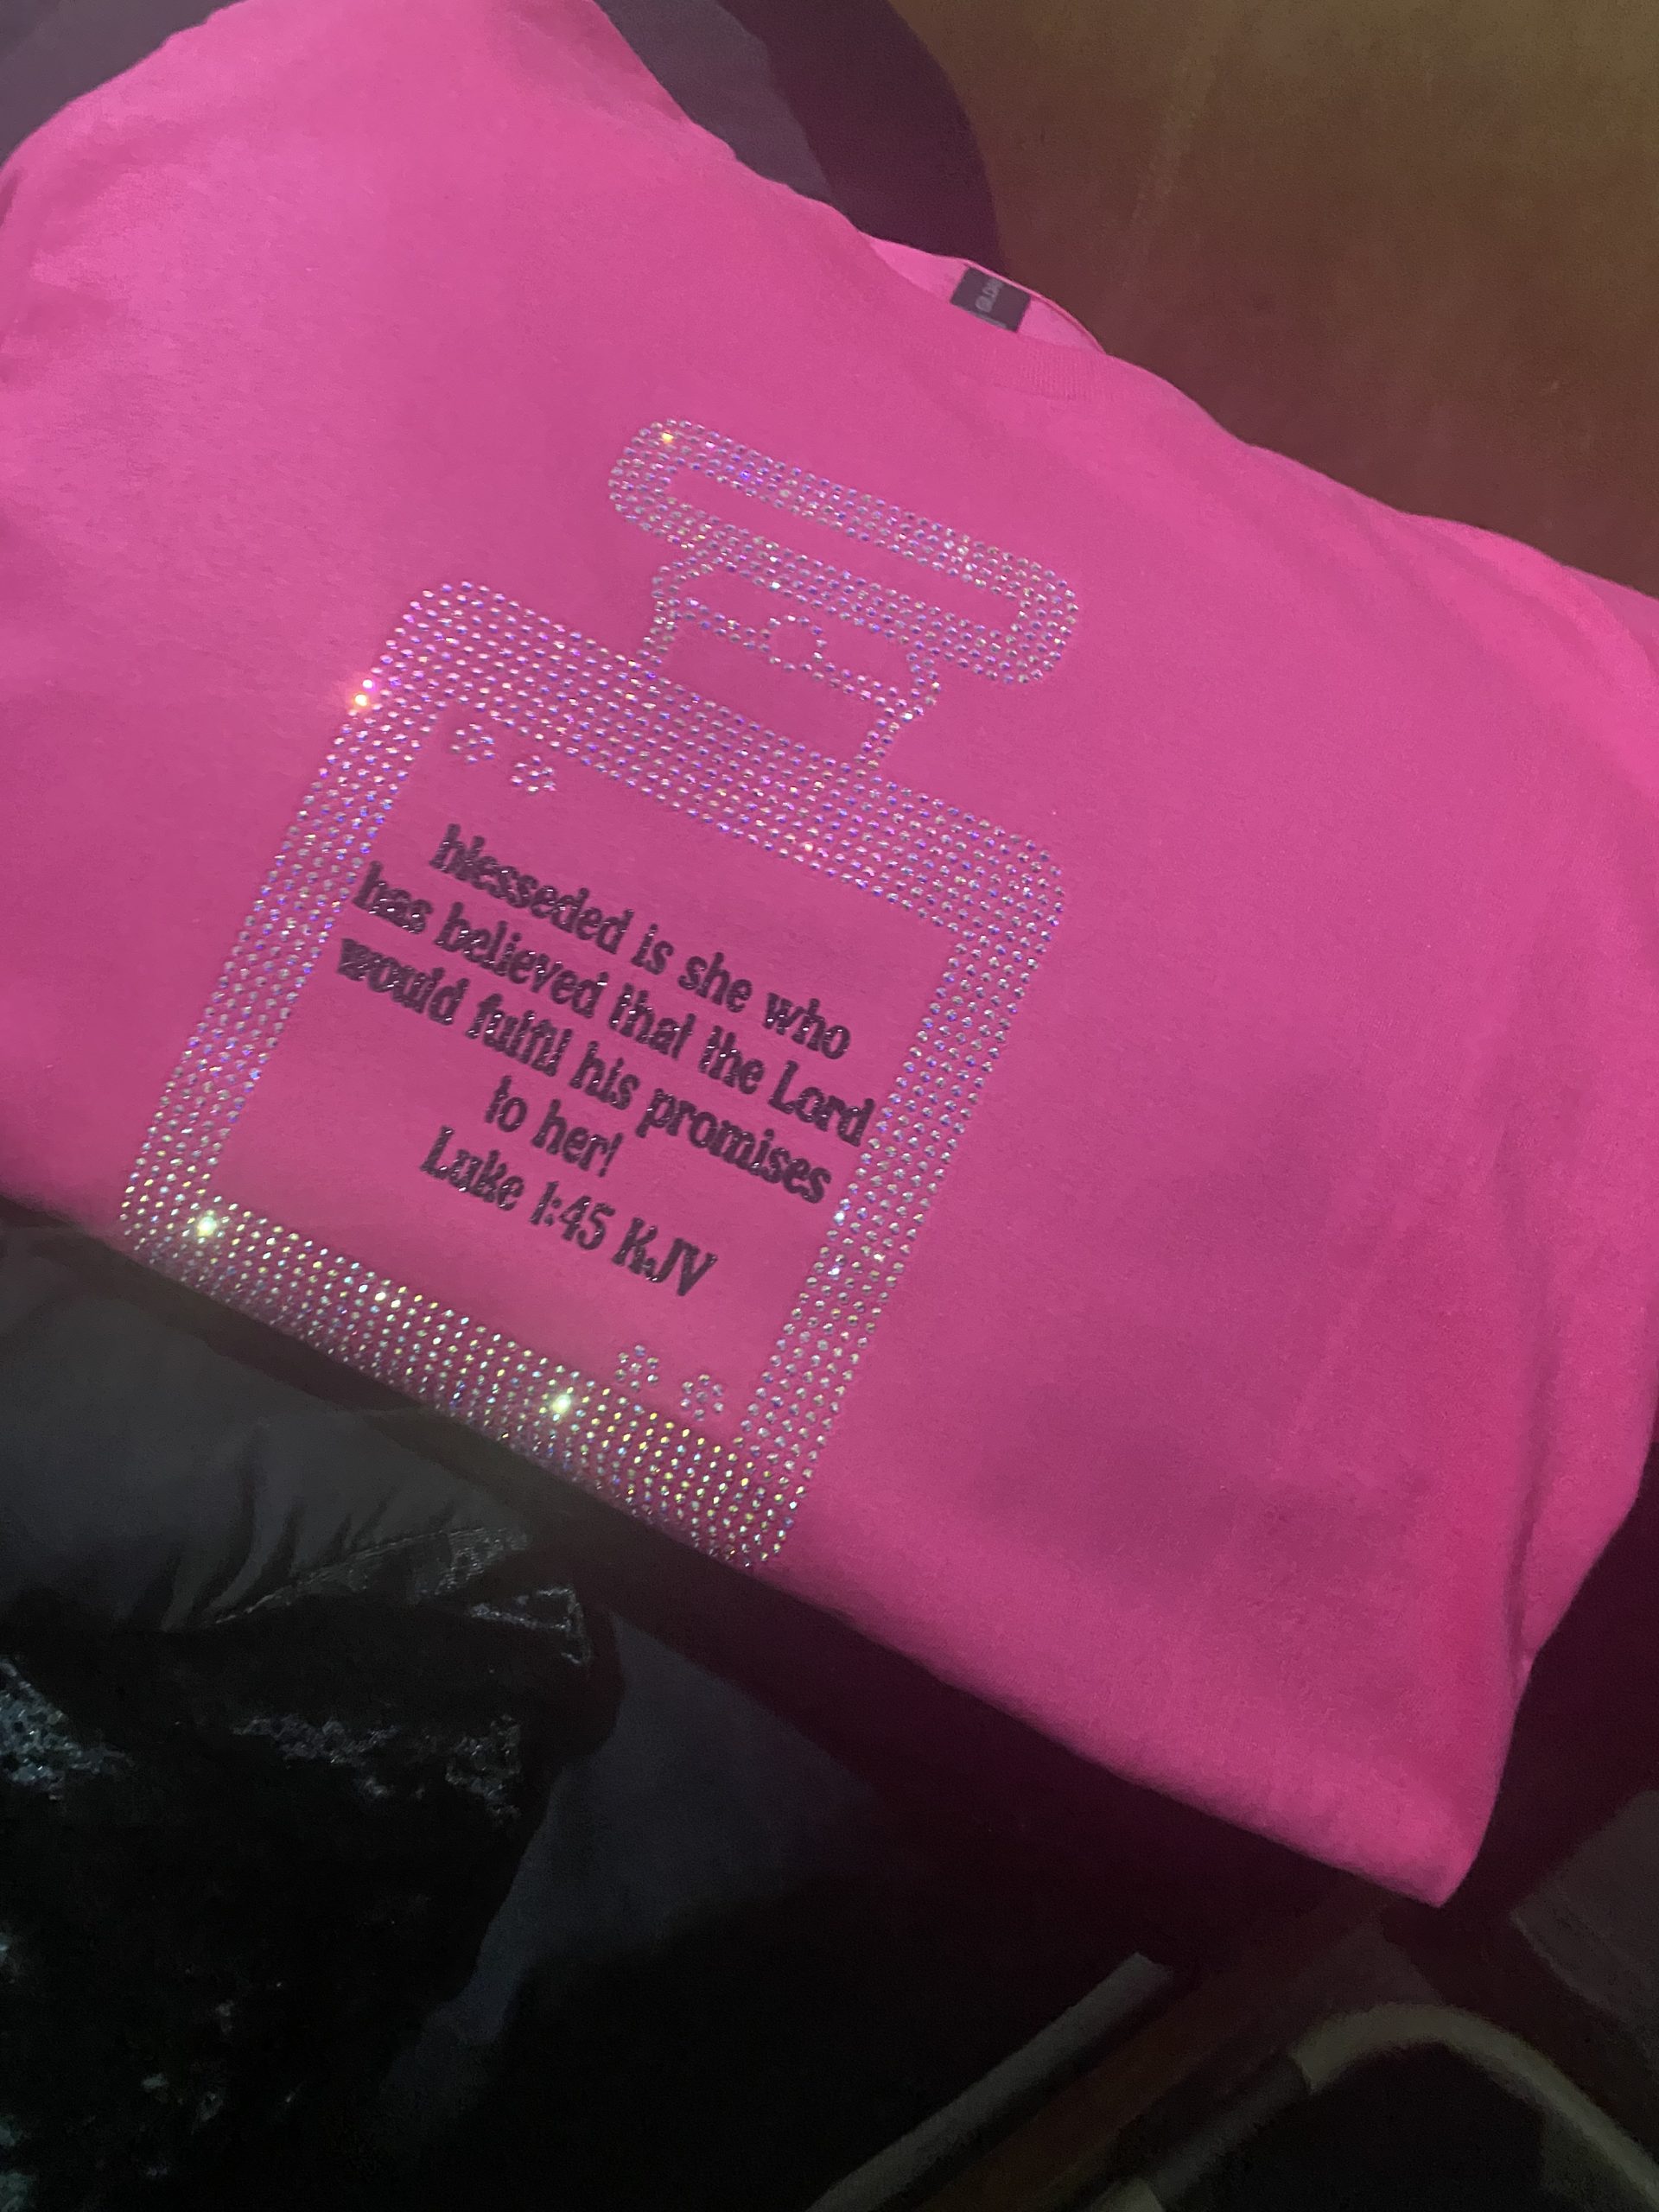 blesseded is she who
has believed that the Lord
would fulfil his promises
to her!
Luke 1:45 KJV